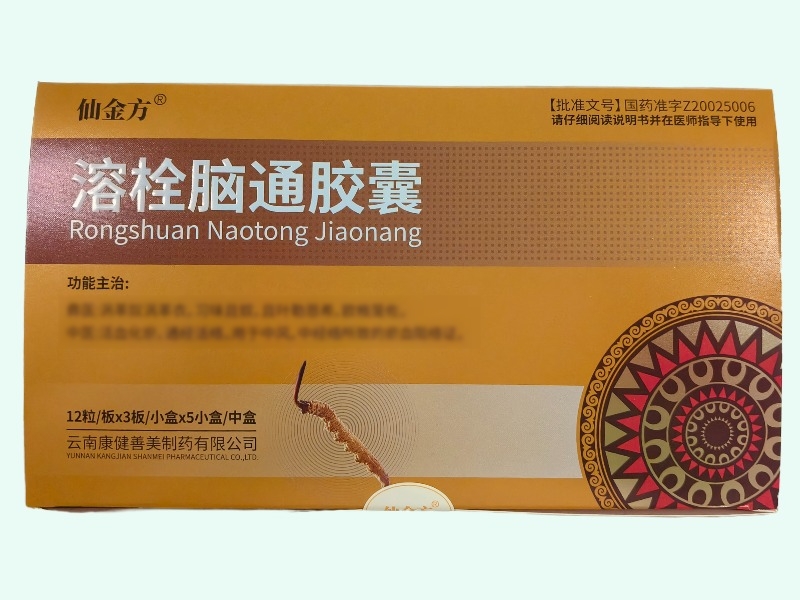 仙金方®
【批准文号】国药准字Z20025006
请仔细阅读说明书并在医师指导下使用
溶栓脑通胶囊
Rongshuan Naotong Jiaonang
功能主治:
12粒/板x3板/小盒x5小盒/中盒
云南康健善美制药有限公司
YUNNAN KANGJIAN SHANMEI PHARMACEUTICAL CO.,LTD.
仙金方®